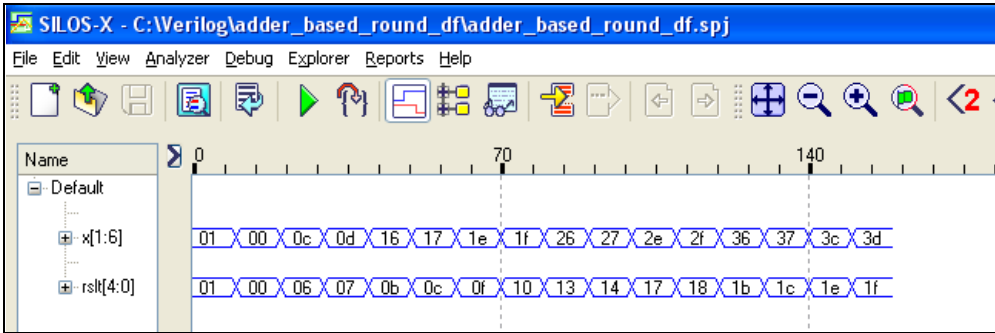 SILOS-X - C:\Verilog\adder_based_round_df\adder_based_round_df.spj
File Edit View Analyzer Debug Explorer Reports Help
2
Name 0 70 140
Default
x[1:6] 01 00 0c 0d 16 17 1e 1f 26 27 2e 2f 36 37 3c 3d
rslt[4:0] 01 00 06 07 0b 0c 0f 10 13 14 17 18 1b 1c 1e 1f